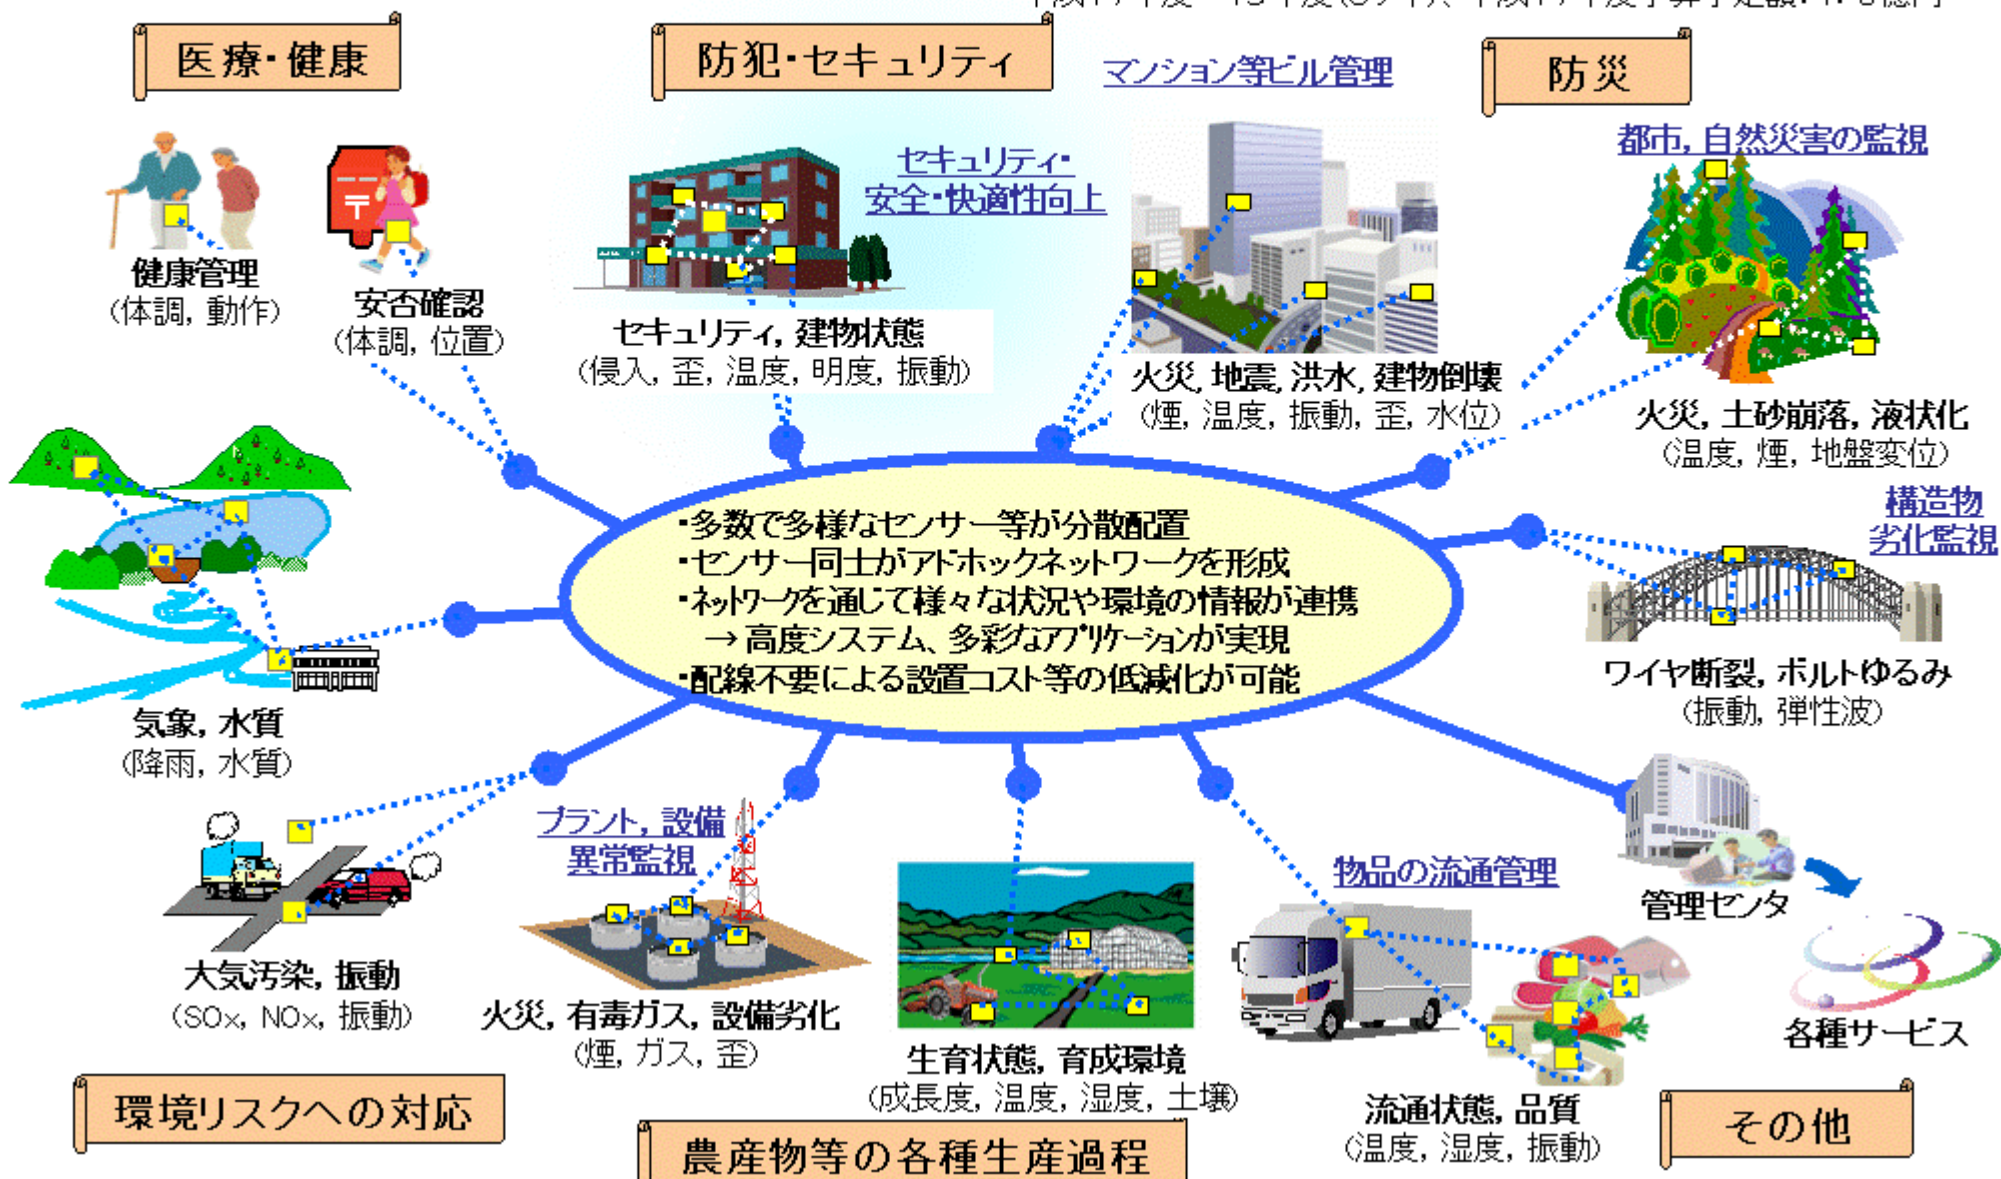 医療・健康
防犯・セキュリティ
防災
マンション等ビル管理
都市, 自然災害の監視
セキュリティ・
安全・快適性向上
健康管理
(体調, 動作)
安否確認
(体調, 位置)
セキュリティ, 建物状態
(侵入, 歪, 温度, 明度, 振動)
火災, 地震, 洪水, 建物倒壊
(煙, 温度, 振動, 歪, 水位)
火災, 土砂崩落, 液状化
(温度, 煙, 地盤変位)
構造物
劣化監視
・多数で多様なセンサー等が分散配置
・センサー同士がアドホックネットワークを形成
・ネットワークを通じて様々な状況や環境の情報が連携
→ 高度システム、多彩なアプリケーションが実現
・配線不要による設置コスト等の低減化が可能
ワイヤ断裂, ボルトゆるみ
(振動, 弾性波)
気象, 水質
(降雨, 水質)
プラント, 設備
異常監視
物品の流通管理
管理センタ
大気汚染, 振動
(SOx, NOx, 振動)
火災, 有毒ガス, 設備劣化
(煙, ガス, 歪)
生育状態, 育成環境
(成長度, 温度, 湿度, 土壌)
各種サービス
流通状態, 品質
(温度, 湿度, 振動)
環境リスクへの対応
農産物等の各種生産過程
その他